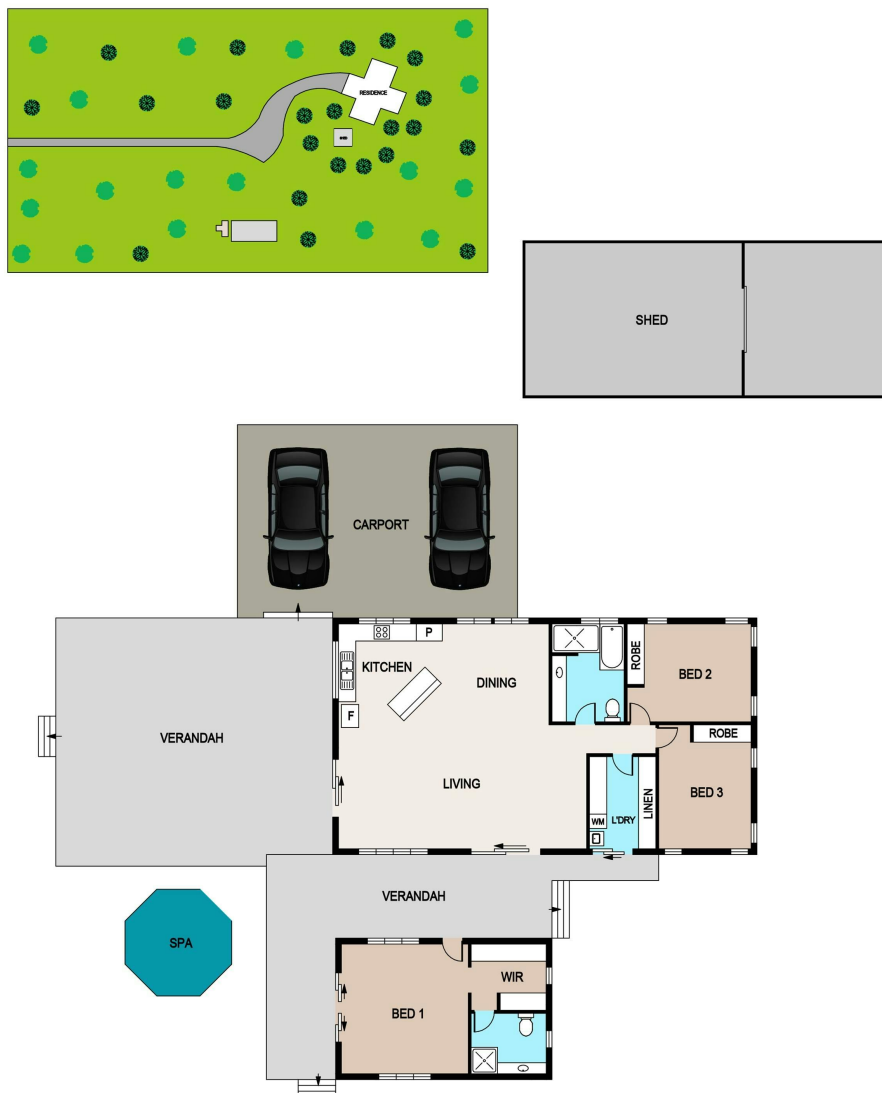 RESIDENCE
SHED
CARPORT
KITCHEN
P
DINING
ROBE
BED 2
F
VERANDAH
ROBE
LIVING
BED 3
LINEN
WM
L'DRY
VERANDAH
SPA
WIR
BED 1